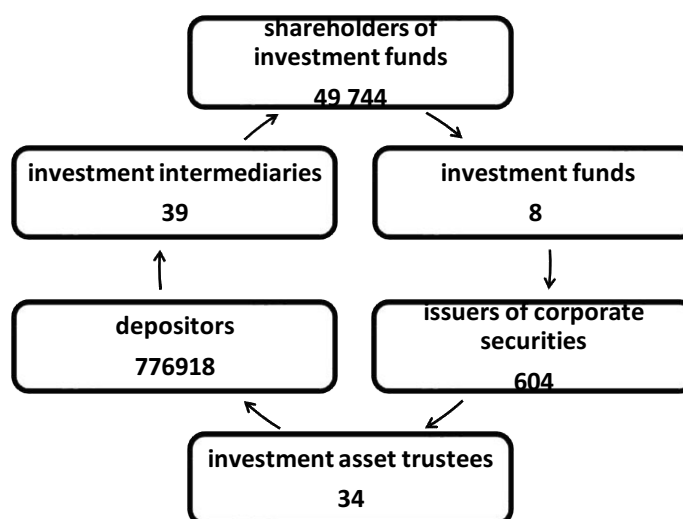 shareholders of
investment funds
49 744
investment intermediaries
39
investment funds
8
depositors
776918
issuers of corporate
securities
604
investment asset trustees
34